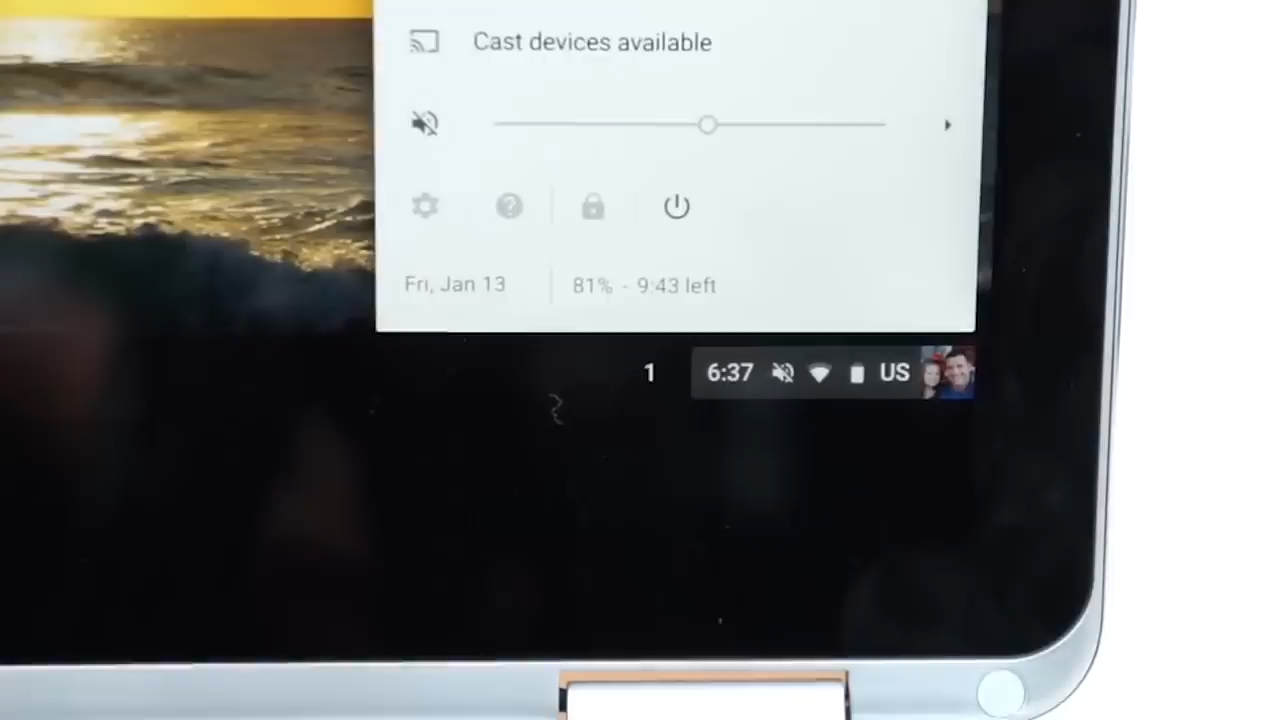 Cast devices available
Fri, Jan 13
81% - 9:43 left
1
6:37
US